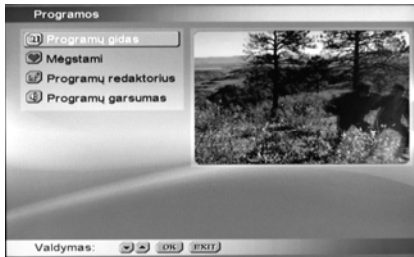 Programos
Programų gidas
Mėgstami
Programų redaktorius
Programų garsumas
Valdymas: OK EXIT